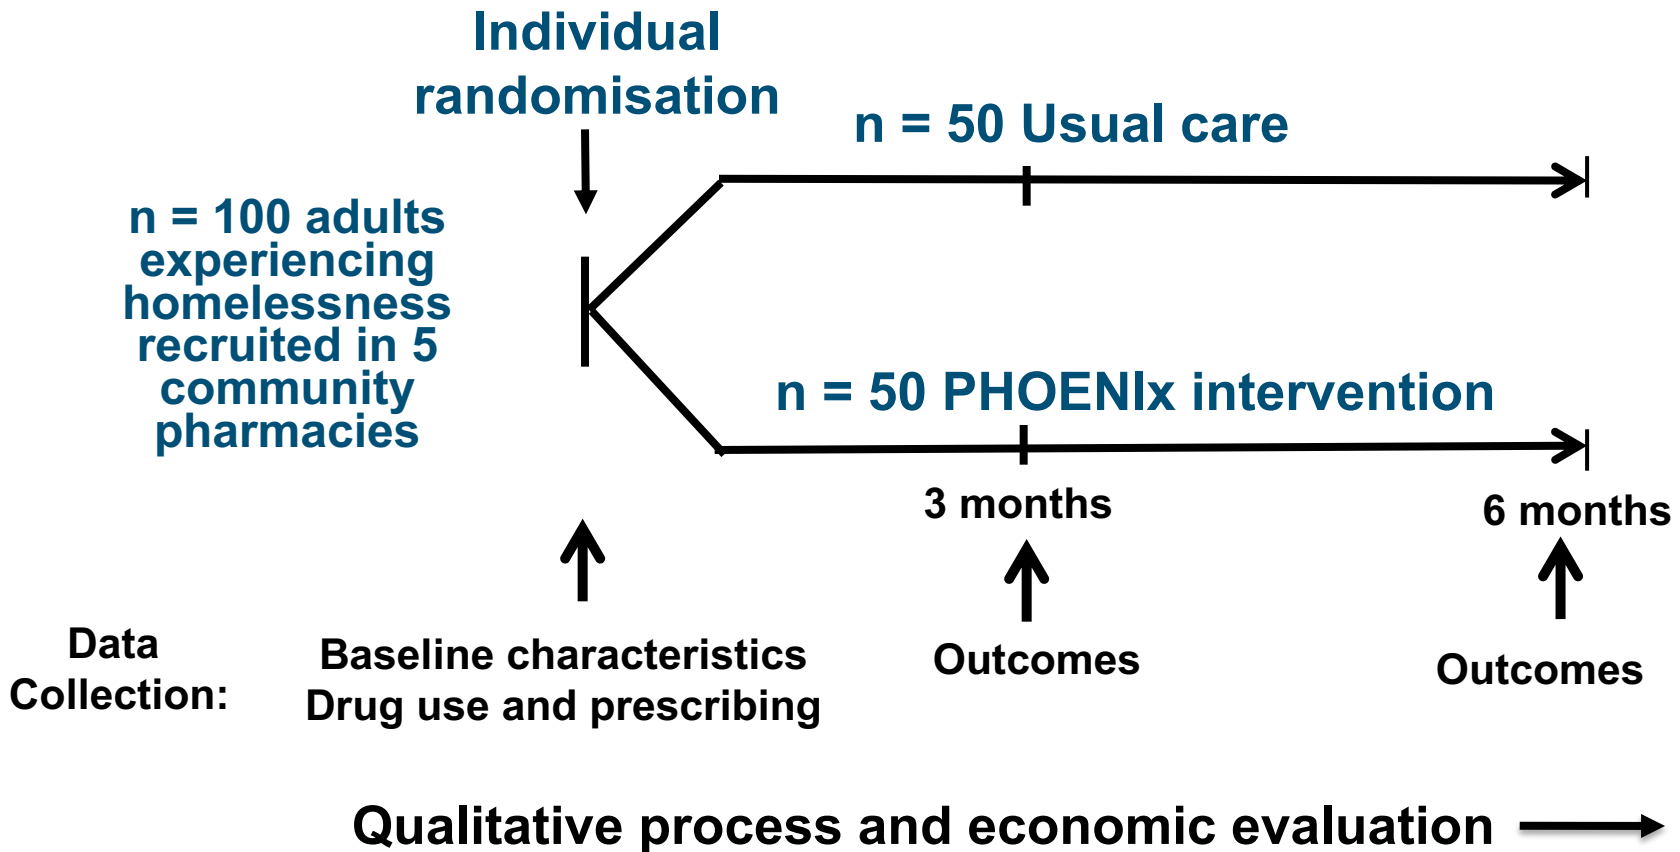 Individual
randomisation
n = 50 Usual care
n = 100 adults
experiencing
homelessness
recruited in 5
community
pharmacies
n = 50 PHOENIx intervention
3 months
6 months
Data
Collection:
Baseline characteristics
Drug use and prescribing
Outcomes
Outcomes
Qualitative process and economic evaluation